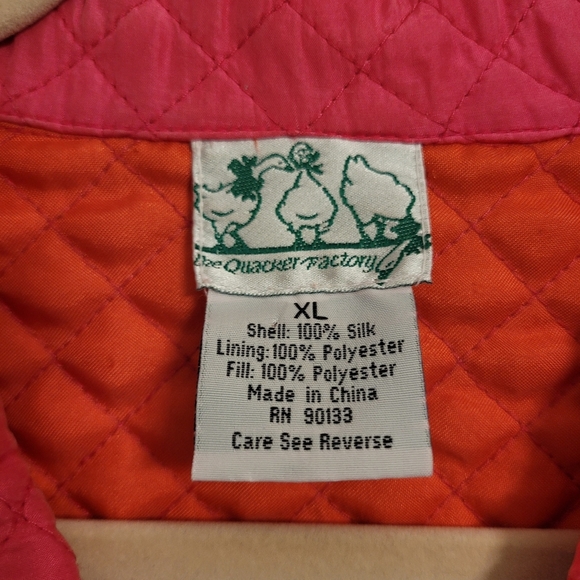 The Quacker Factory
XL
Shell: 100% Silk
Lining: 100% Polyester
Fill: 100% Polyester
Made in China
RN 90133
Care See Reverse